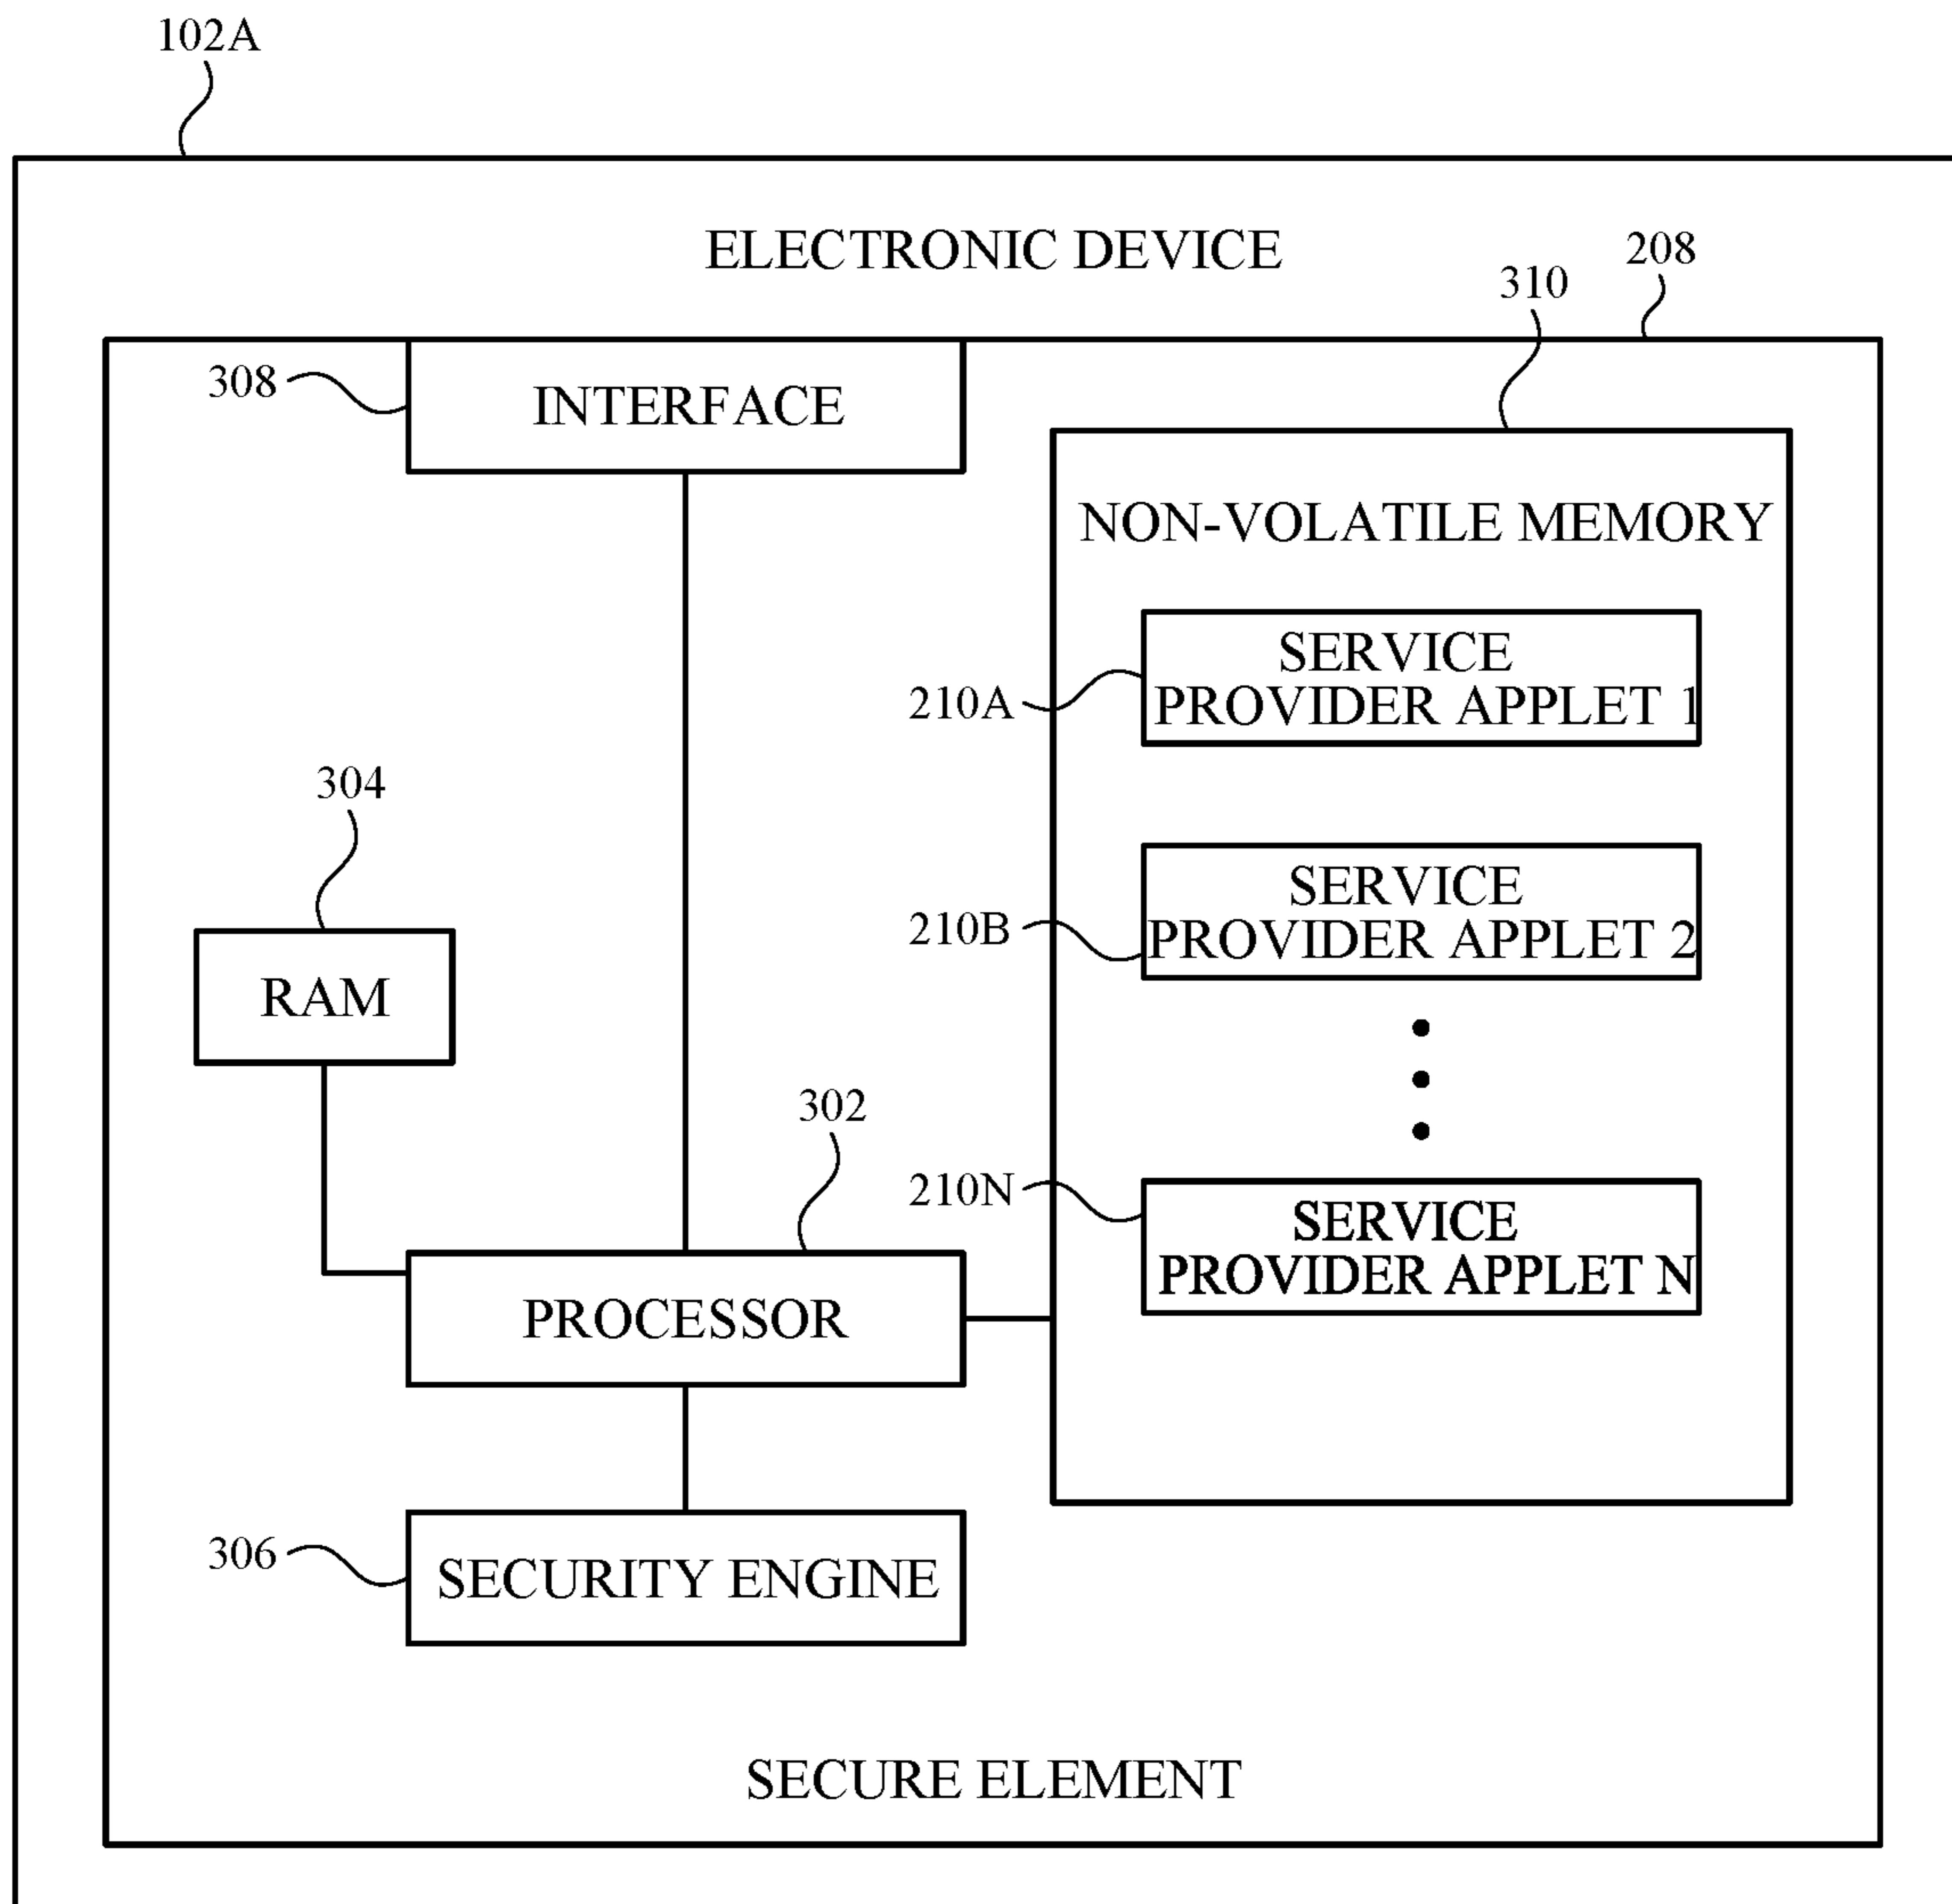 102A
ELECTRONIC DEVICE
208
310
308
INTERFACE
NON-VOLATILE MEMORY
SERVICE
PROVIDER APPLET 1
210A
304
SERVICE
PROVIDER APPLET 2
210B
RAM
302
210N
SERVICE
PROVIDER APPLET N
PROCESSOR
306
SECURITY ENGINE
SECURE ELEMENT